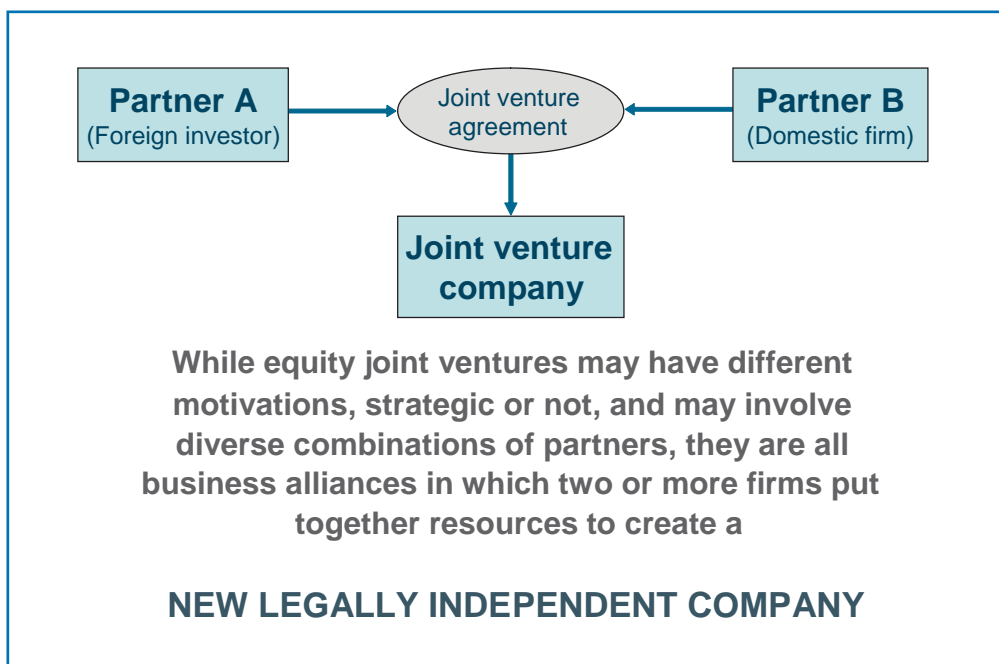 Partner A
(Foreign investor)
Joint venture
agreement
Partner B
(Domestic firm)
Joint venture
company
While equity joint ventures may have different
motivations, strategic or not, and may involve
diverse combinations of partners, they are all
business alliances in which two or more firms put
together resources to create a
NEW LEGALLY INDEPENDENT COMPANY